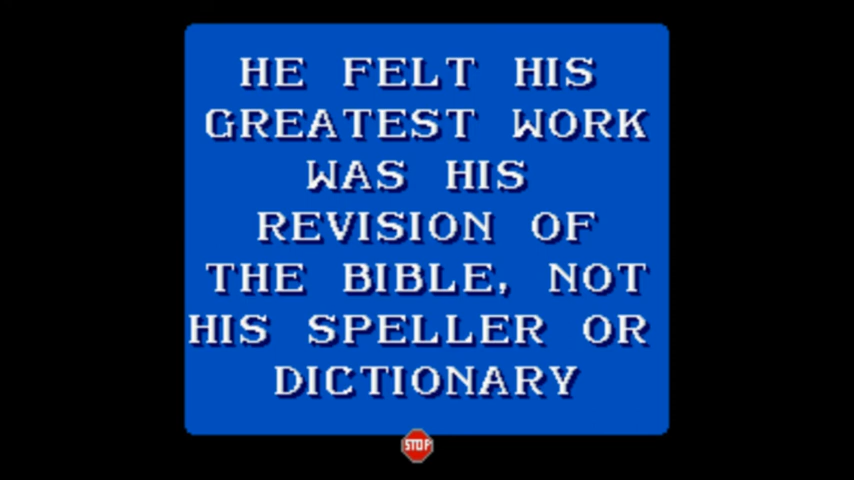 HE FELT HIS
GREATEST WORK
WAS HIS
REVISION OF
THE BIBLE, NOT
HIS SPELLER OR
DICTIONARY
STOP